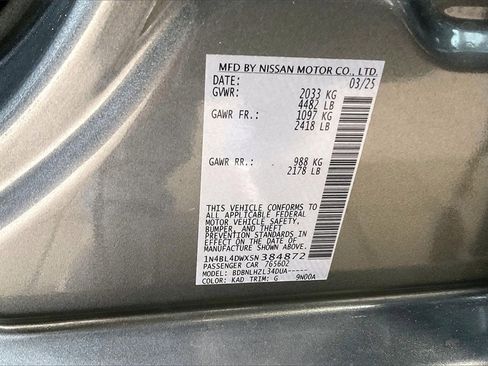 MFD BY NISSAN MOTOR CO., LTD.
DATE: 03/25
GVWR: 2033 KG
4482 LB
GAWR FR.: 1097 KG
2418 LB
GAWR RR.: 988 KG
2178 LB
THIS VEHICLE CONFORMS TO
ALL APPLICABLE FEDERAL
MOTOR VEHICLE SAFETY,
BUMPER, AND THEFT
PREVENTION STANDARDS IN
EFFECT ON THE DATE OF
MANUFACTURE SHOWN ABOVE.
1N4BL4DWXSN384872
PASSENGER CAR 765602
MODEL: BDBNLHZL34DUA-----
COLOR: KAD TRIM: G 9N00A